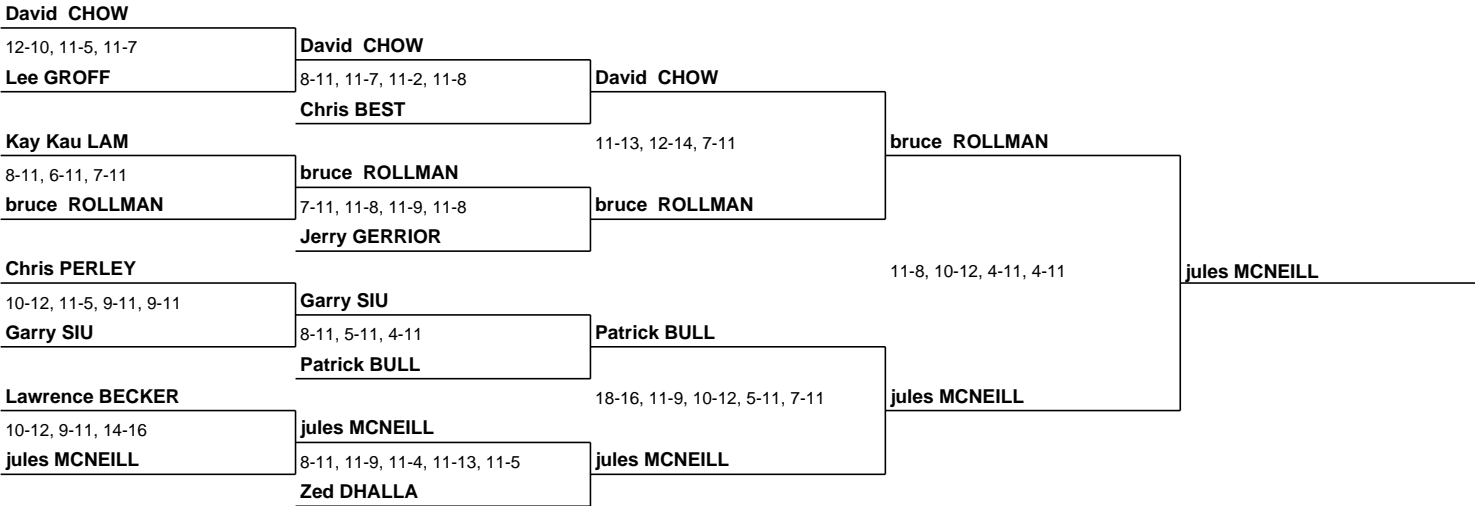 David  CHOW
12-10, 11-5, 11-7
David  CHOW
Lee GROFF
8-11, 11-7, 11-2, 11-8
David  CHOW
Chris BEST
Kay Kau LAM
11-13, 12-14, 7-11
bruce  ROLLMAN
8-11, 6-11, 7-11
bruce  ROLLMAN
bruce  ROLLMAN
7-11, 11-8, 11-9, 11-8
bruce  ROLLMAN
Jerry GERRIOR
Chris PERLEY
11-8, 10-12, 4-11, 4-11
jules MCNEILL
10-12, 11-5, 9-11, 9-11
Garry SIU
Garry SIU
8-11, 5-11, 4-11
Patrick BULL
Patrick BULL
Lawrence BECKER
18-16, 11-9, 10-12, 5-11, 7-11
jules MCNEILL
10-12, 9-11, 14-16
jules MCNEILL
jules MCNEILL
8-11, 11-9, 11-4, 11-13, 11-5
jules MCNEILL
Zed DHALLA